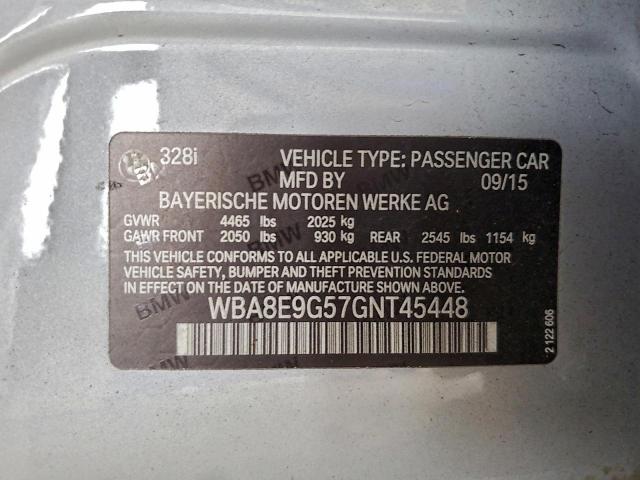 328i VEHICLE TYPE: PASSENGER CAR
MFD BY 09/15
BAYERISCHE MOTOREN WERKE AG
GVWR 4465 lbs 2025 kg
GAWR FRONT 2050 lbs 930 kg REAR 2545 lbs 1154 kg
THIS VEHICLE CONFORMS TO ALL APPLICABLE U.S. FEDERAL MOTOR
VEHICLE SAFETY, BUMPER AND THEFT PREVENTION STANDARDS
IN EFFECT ON THE DATE OF MANUFACTURE SHOWN ABOVE.
WBA8E9G57GNT45448
2 122 606